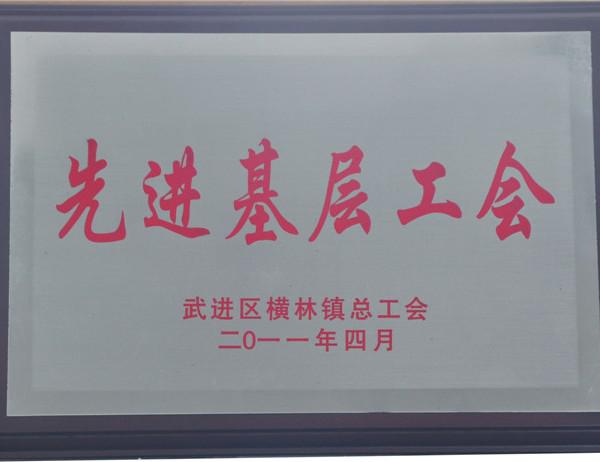 先进基层工会
武进区横林镇总工会
二0一一年四月